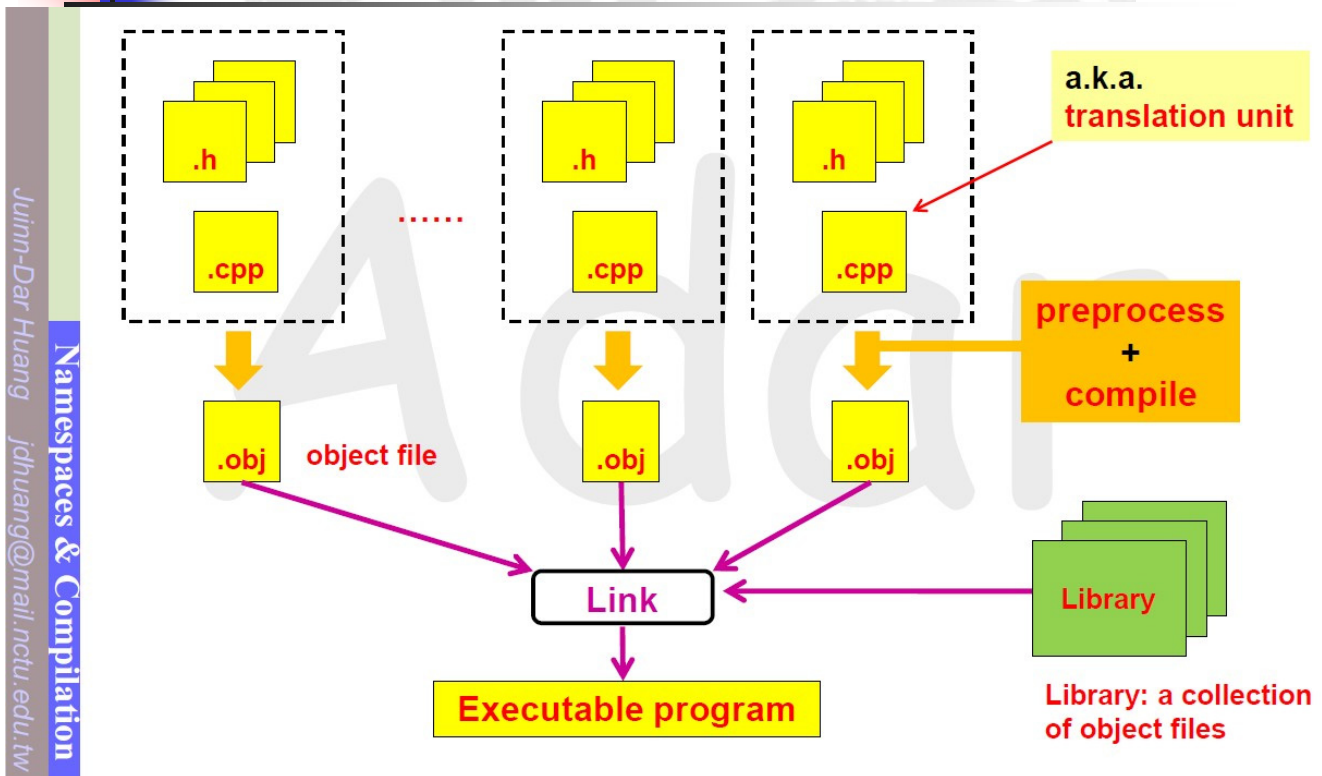 .h
.h
.h
a.k.a.
translation unit
......
.cpp
.cpp
.cpp
preprocess
+
compile
.obj
object file
.obj
.obj
Link
Library
Executable program
Library: a collection
of object files
Namespaces & Compilation
Juinn-Dar Huang jdhuang@mail.nctu.edu.tw
Adar